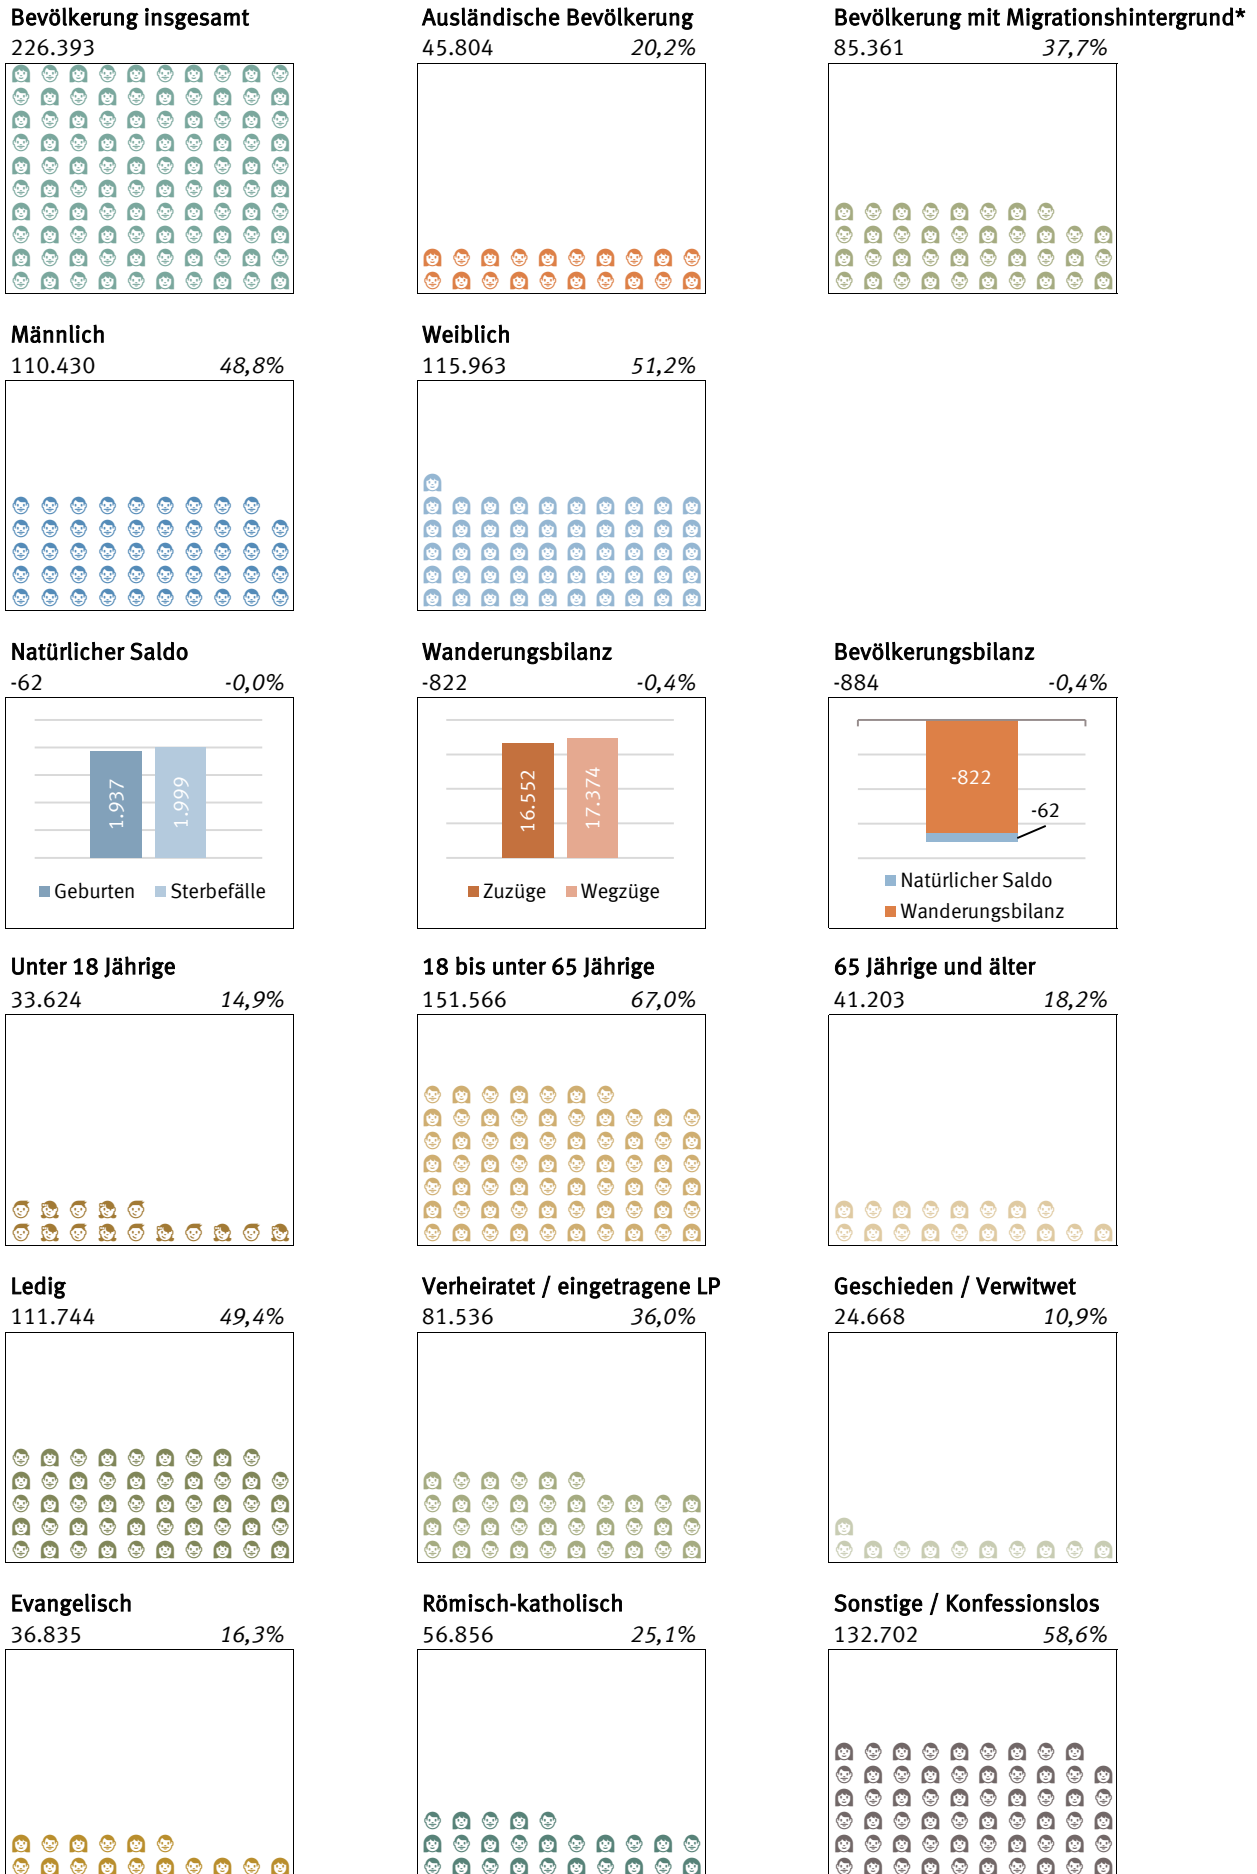 Bevölkerung insgesamt
226.393
Ausländische Bevölkerung
45.804 20,2%
Bevölkerung mit Migrationshintergrund*
85.361 37,7%
Männlich
110.430 48,8%
Weiblich
115.963 51,2%
Natürlicher Saldo
-62 -0,0%
1.937
1.999
Geburten Sterbefälle
Wanderungsbilanz
-822 -0,4%
16.552
17.374
Zuzüge Wegzüge
Bevölkerungsbilanz
-884 -0,4%
-822
-62
Natürlicher Saldo
Wanderungsbilanz
Unter 18 Jährige
33.624 14,9%
18 bis unter 65 Jährige
151.566 67,0%
65 Jährige und älter
41.203 18,2%
Ledig
111.744 49,4%
Verheiratet / eingetragene LP
81.536 36,0%
Geschieden / Verwitwet
24.668 10,9%
Evangelisch
36.835 16,3%
Römisch-katholisch
56.856 25,1%
Sonstige / Konfessionslos
132.702 58,6%